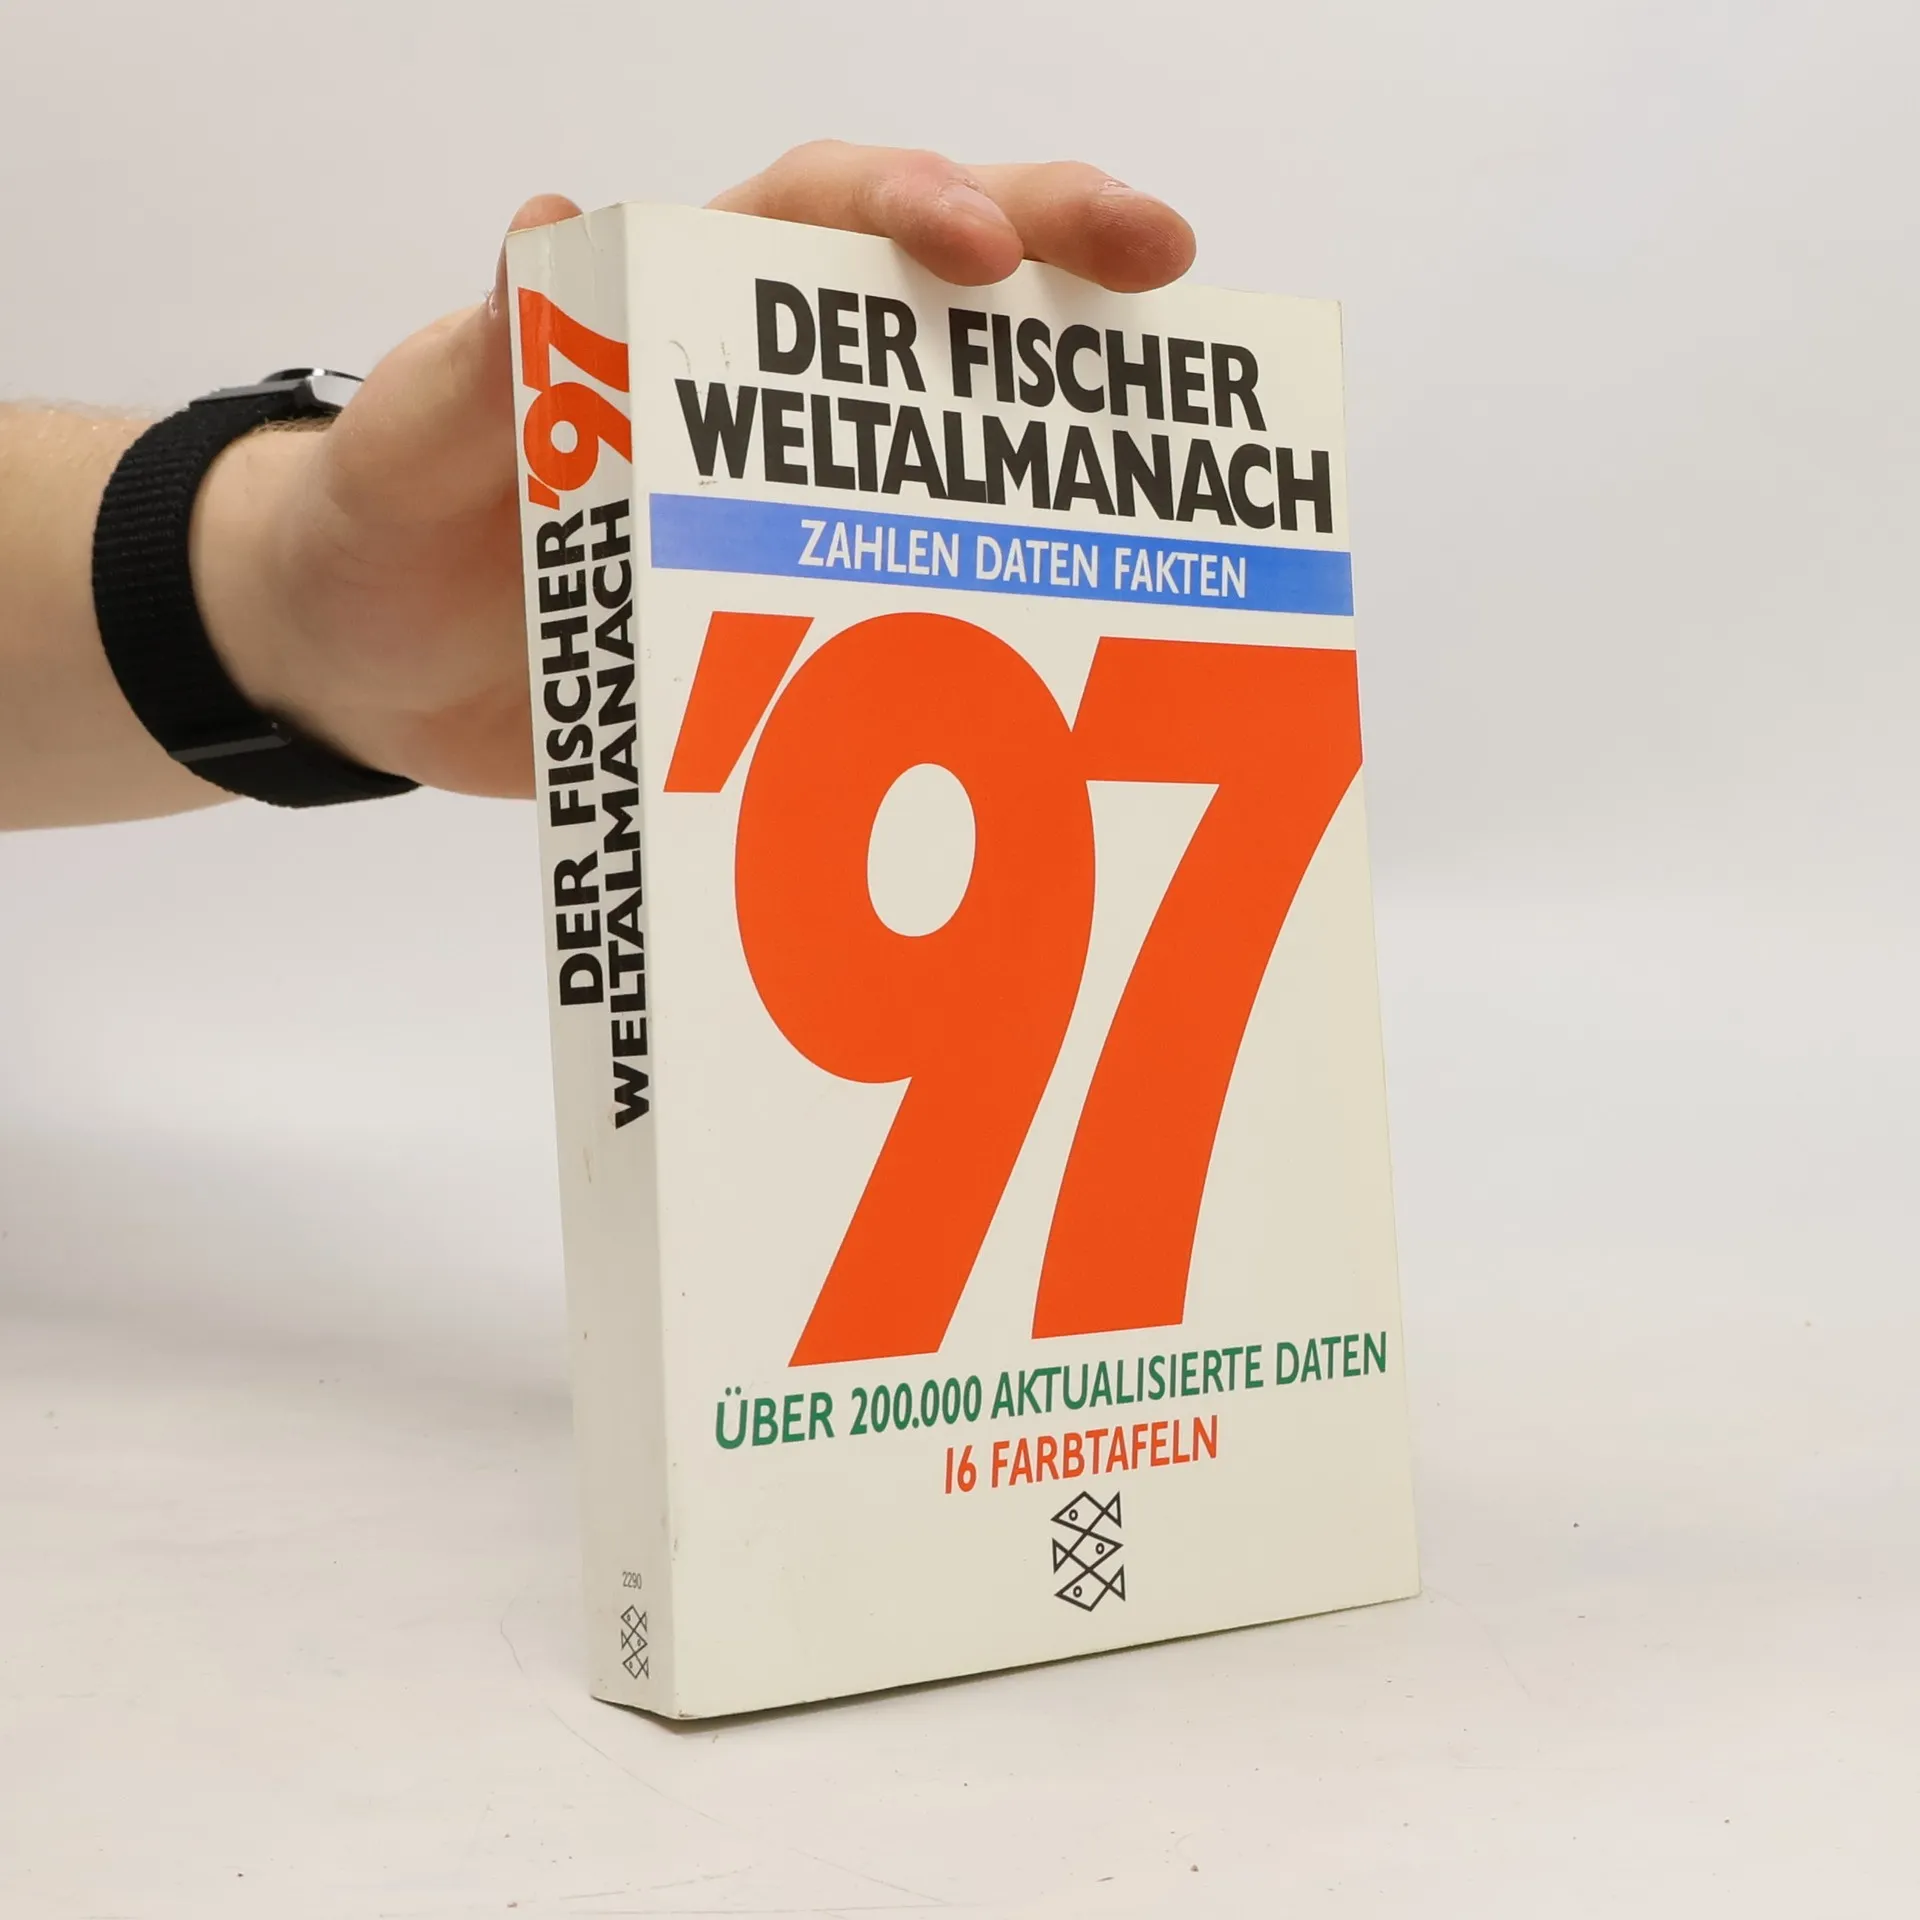 DER FISCHER
WELTALMANACH
ZAHLEN DATEN FAKTEN
'97
ÜBER 200.000 AKTUALISIERTE DATEN
16 FARBTAFELN
DER FISCHER '97
WELTALMANACH
2290